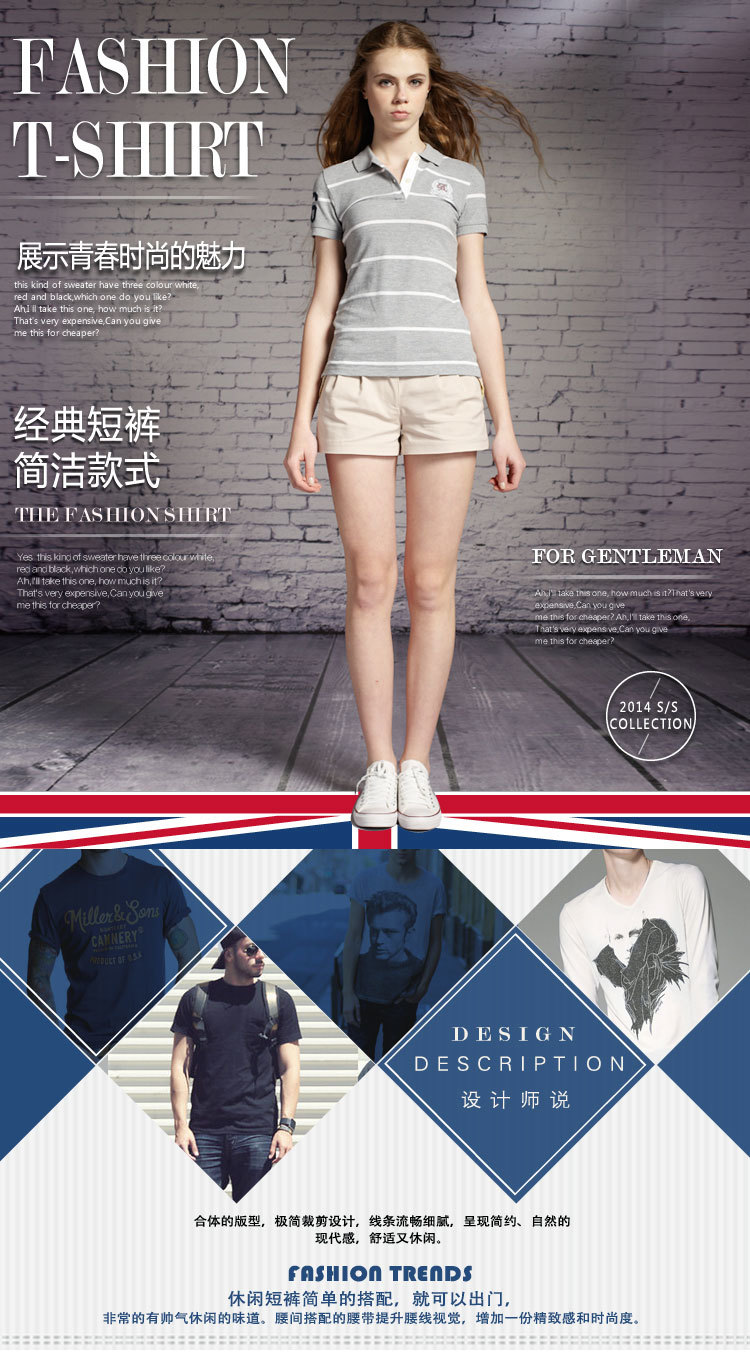 FASHION
T-SHIRT
展示青春时尚的魅力
this kind of sweater have three colour white,
red and black,which one do you like?
Ah,I ll take this one, how much is it?
That's very expensive,Can you give
me this for cheaper?
经典短裤
简洁款式
THE FASHION SHIRT
Yes this kind of sweater have three colour white,
red and black,which one do you like?
Ah,I'll take this one, how much is it?
That's very expensive,Can you give
me this for cheaper?
FOR GENTLEMAN
Ah,I'll take this one, how much is it?That's very
expensive,Can you give
me this for cheaper? Ah,I'll take this one,
That's very expensive,Can you give
me this for cheaper?
2014 S/S
COLLECTION
Miller & Sons
CANNERY
PRODUCT OF U.S.A
DESIGN
DESCRIPTION
设计师说
合体的版型，极简裁剪设计，线条流畅细腻，呈现简约、自然的
现代感，舒适又休闲。
FASHION TRENDS
休闲短裤简单的搭配，就可以出门，
非常的有帅气休闲的味道。腰间搭配的腰带提升腰线视觉，增加一份精致感和时尚度。